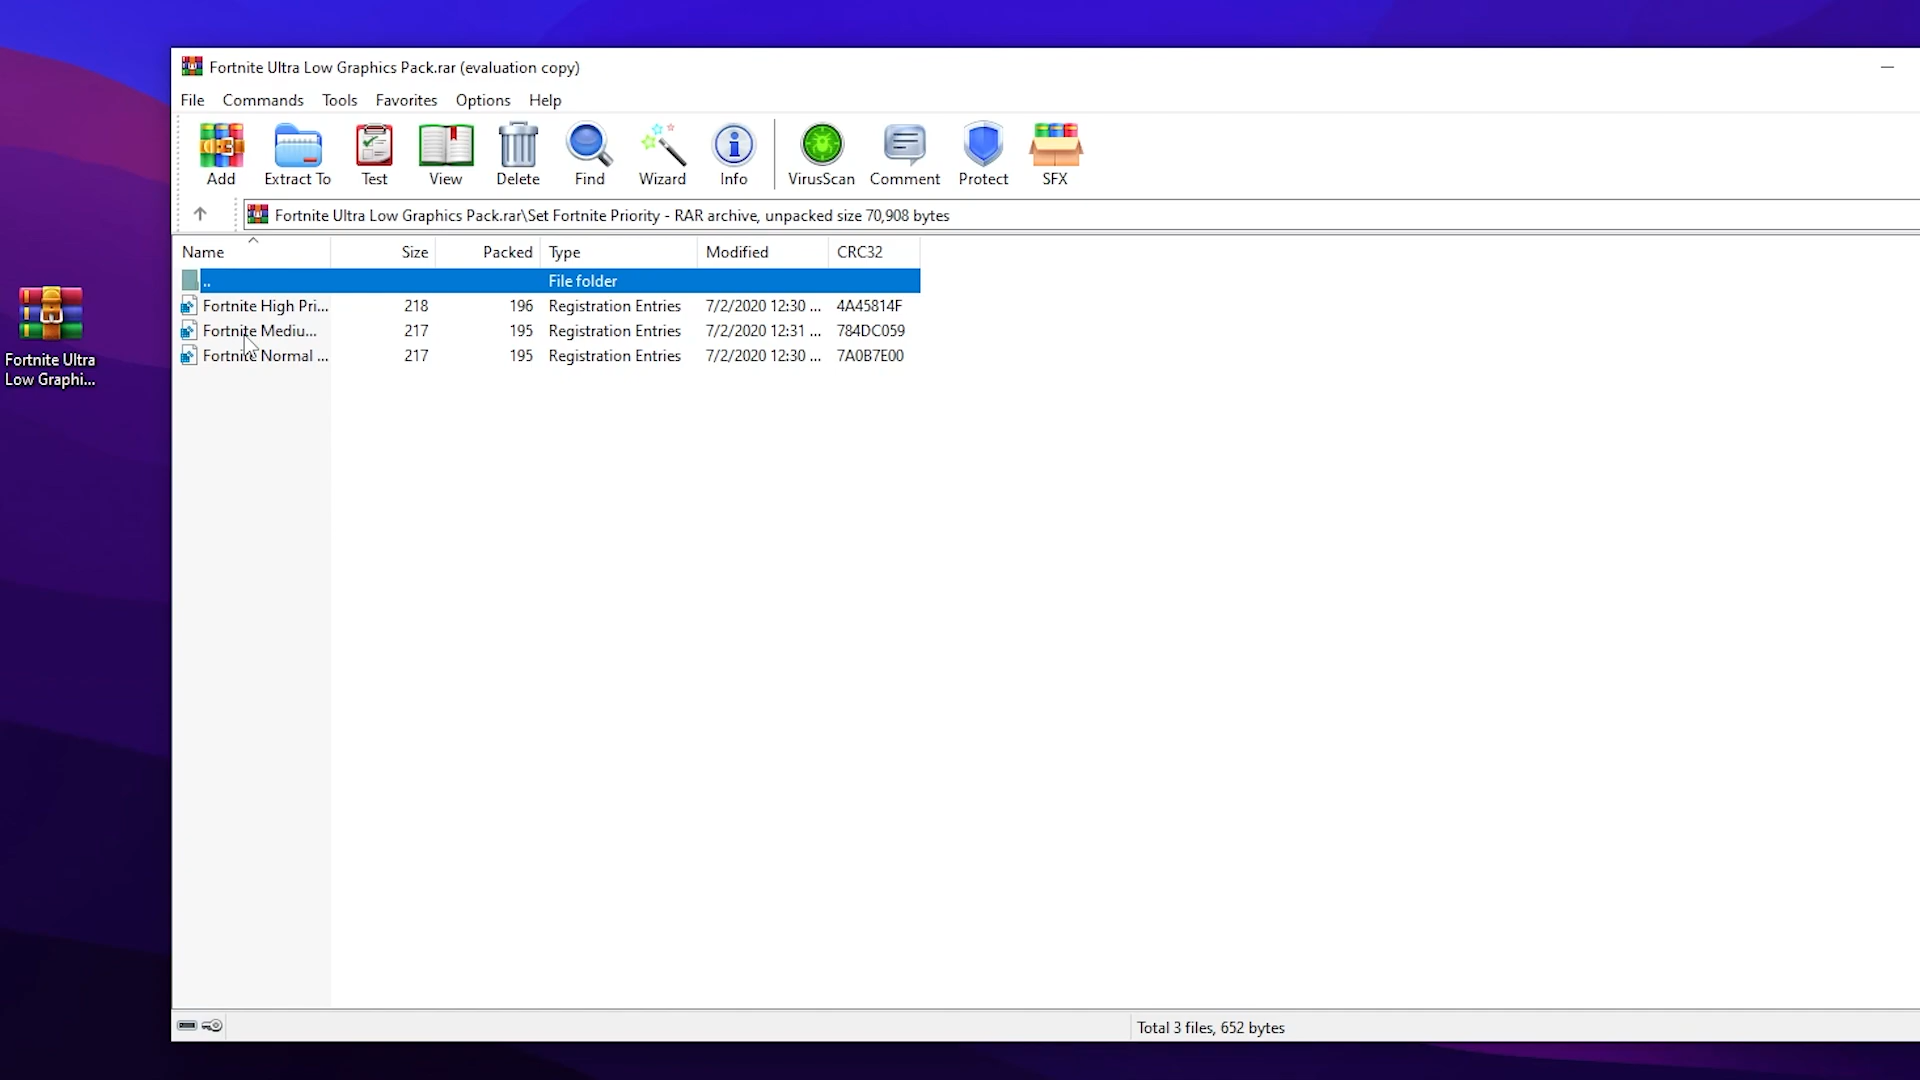 Fortnite Ultra Low Graphics Pack.rar (evaluation copy)
File Commands Tools Favorites Options Help
Add Extract To Test View Delete Find Wizard Info VirusScan Comment Protect SFX
Fortnite Ultra Low Graphics Pack.rar\Set Fortnite Priority - RAR archive, unpacked size 70,908 bytes
Name Size Packed Type Modified CRC32
.. File folder
Fortnite High Pri... 218 196 Registration Entries 7/2/2020 12:30 ... 4A45814F
Fortnite Mediu... 217 195 Registration Entries 7/2/2020 12:31 ... 784DC059
Fortnite Normal ... 217 195 Registration Entries 7/2/2020 12:30 ... 7A0B7E00
Fortnite Ultra
Low Graphi...
Total 3 files, 652 bytes